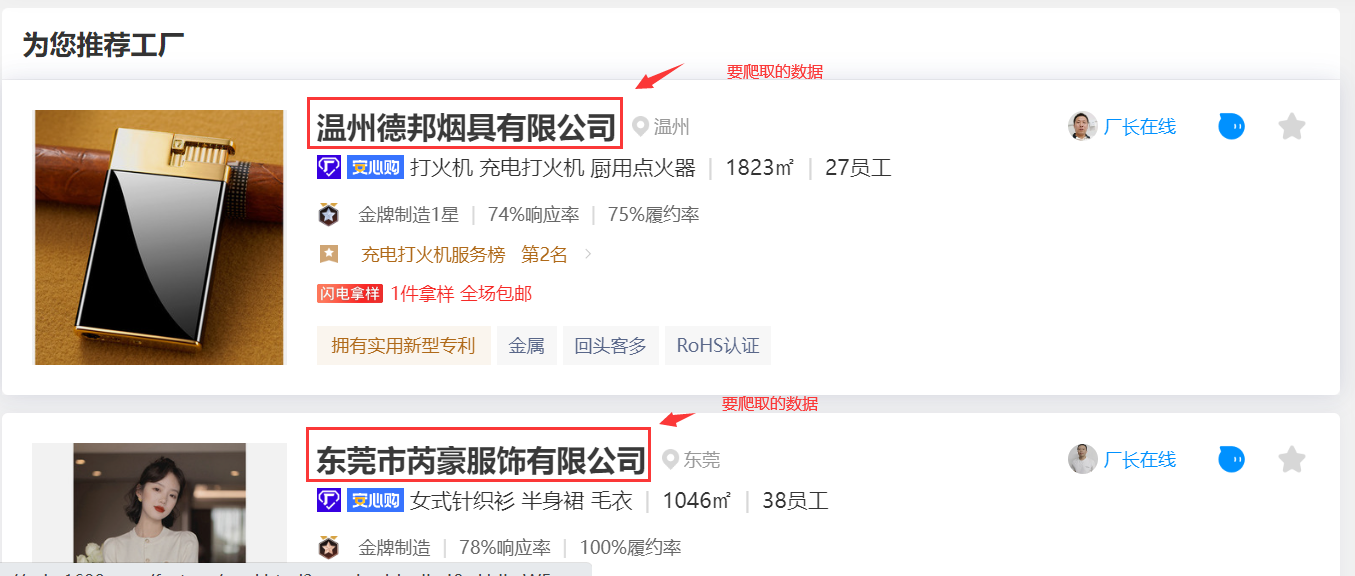 为您推荐工厂
要爬取的数据
温州德邦烟具有限公司 温州 厂长在线
安心购 打火机 充电打火机 厨用点火器 | 1823㎡ | 27员工
金牌制造1星 | 74%响应率 | 75%履约率
充电打火机服务榜 第2名 >
闪电拿样 1件拿样 全场包邮
拥有实用新型专利 金属 回头客多 RoHS认证
要爬取的数据
东莞市芮豪服饰有限公司 东莞 厂长在线
安心购 女式针织衫 半身裙 毛衣 | 1046㎡ | 38员工
金牌制造 | 78%响应率 | 100%履约率